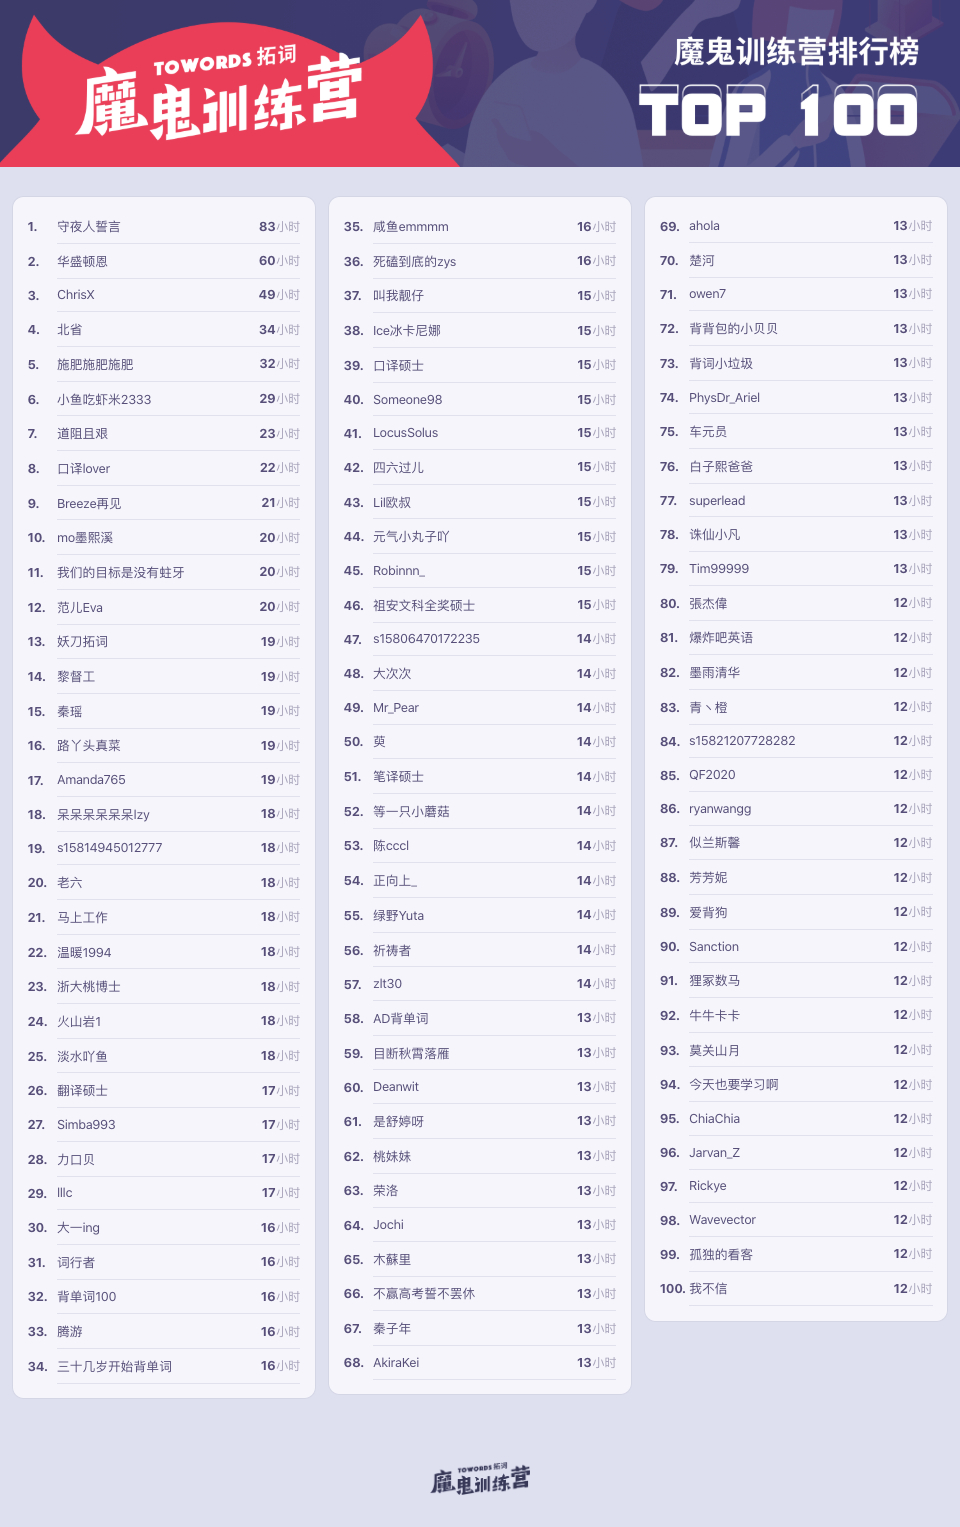 TOWORDS 拓词
魔鬼训练营
魔鬼训练营排行榜
TOP 100
1. 守夜人誓言 83小时
2. 华盛顿恩 60小时
3. ChrisX 49小时
4. 北省 34小时
5. 施肥施肥施肥 32小时
6. 小鱼吃虾米2333 29小时
7. 道阻且艰 23小时
8. 口译lover 22小时
9. Breeze再见 21小时
10. mo墨熙溪 20小时
11. 我们的目标是没有蛀牙 20小时
12. 范儿Eva 20小时
13. 妖刀拓词 19小时
14. 黎督工 19小时
15. 秦瑶 19小时
16. 路丫头真菜 19小时
17. Amanda765 19小时
18. 呆呆呆呆呆呆lzy 18小时
19. s15814945012777 18小时
20. 老六 18小时
21. 马上工作 18小时
22. 温暖1994 18小时
23. 浙大桃博士 18小时
24. 火山岩1 18小时
25. 淡水吖鱼 18小时
26. 翻译硕士 17小时
27. Simba993 17小时
28. 力口贝 17小时
29. lllc 17小时
30. 大一ing 16小时
31. 词行者 16小时
32. 背单词100 16小时
33. 腾游 16小时
34. 三十几岁开始背单词 16小时
35. 咸鱼emmmm 16小时
36. 死磕到底的zys 16小时
37. 叫我靓仔 15小时
38. Ice冰卡尼娜 15小时
39. 口译硕士 15小时
40. Someone98 15小时
41. LocusSolus 15小时
42. 四六过儿 15小时
43. Lil欧叔 15小时
44. 元气小丸子吖 15小时
45. Robinnn_ 15小时
46. 祖安文科全奖硕士 15小时
47. s15806470172235 14小时
48. 大次次 14小时
49. Mr_Pear 14小时
50. 萸 14小时
51. 笔译硕士 14小时
52. 等一只小蘑菇 14小时
53. 陈cccl 14小时
54. 正向上_ 14小时
55. 绿野Yuta 14小时
56. 祈祷者 14小时
57. zlt30 14小时
58. AD背单词 13小时
59. 目断秋霄落雁 13小时
60. Deanwit 13小时
61. 是舒婷呀 13小时
62. 桃妹妹 13小时
63. 荣洛 13小时
64. Jochi 13小时
65. 木蘇里 13小时
66. 不赢高考誓不罢休 13小时
67. 秦子年 13小时
68. AkiraKei 13小时
69. ahola 13小时
70. 楚河 13小时
71. owen7 13小时
72. 背背包的小贝贝 13小时
73. 背词小垃圾 13小时
74. PhysDr_Ariel 13小时
75. 车元员 13小时
76. 白子熙爸爸 13小时
77. superlead 13小时
78. 诛仙小凡 13小时
79. Tim99999 13小时
80. 張杰偉 12小时
81. 爆炸吧英语 12小时
82. 墨雨清华 12小时
83. 青丶橙 12小时
84. s15821207728282 12小时
85. QF2020 12小时
86. ryanwangg 12小时
87. 似兰斯馨 12小时
88. 芳芳妮 12小时
89. 爱背狗 12小时
90. Sanction 12小时
91. 狸冢数马 12小时
92. 牛牛卡卡 12小时
93. 莫关山月 12小时
94. 今天也要学习啊 12小时
95. ChiaChia 12小时
96. Jarvan_Z 12小时
97. Rickye 12小时
98. Wavevector 12小时
99. 孤独的看客 12小时
100. 我不信 12小时
TOWORDS 拓词
魔鬼训练营